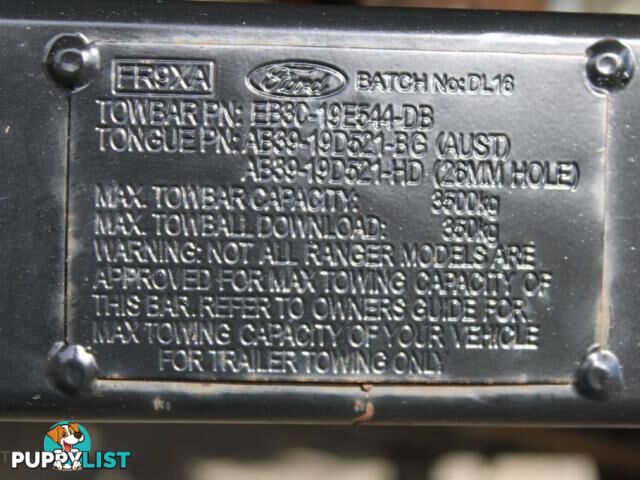 FR9XA Ford BATCH No: DL16
TOWBAR PN: EB3C-19E544-DB
TONGUE PN: AB39-19D521-BG (AUST)
AB39-19D521-HD (26MM HOLE)
MAX. TOWBAR CAPACITY: 3500kg
MAX. TOWBALL DOWNLOAD: 350kg
WARNING: NOT ALL RANGER MODELS ARE
APPROVED FOR MAX TOWING CAPACITY OF
THIS BAR. REFER TO OWNERS GUIDE FOR
MAX TOWING CAPACITY OF YOUR VEHICLE
FOR TRAILER TOWING ONLY
PUPPYLIST